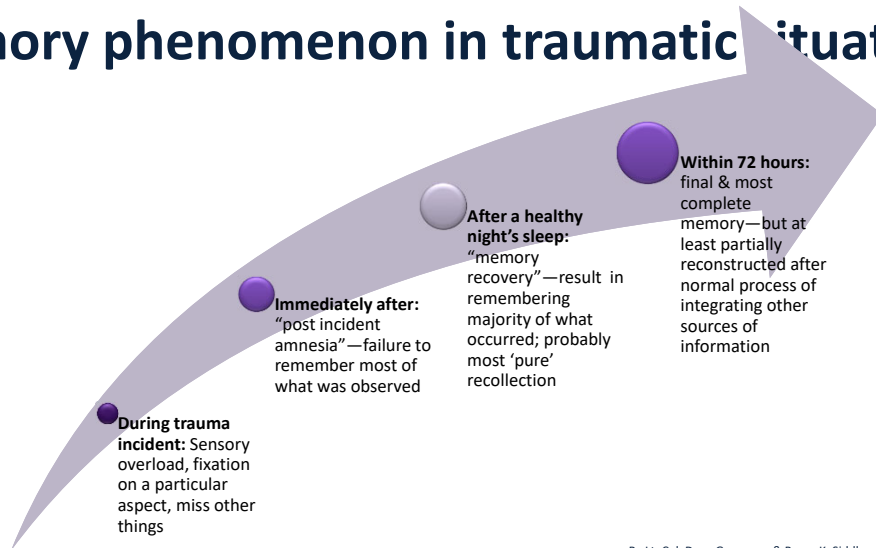 nory phenomenon in traumatic situat
During trauma
incident: Sensory
overload, fixation
on a particular
aspect, miss other
things
Immediately after:
“post incident
amnesia”—failure to
remember most of
what was observed
After a healthy
night’s sleep:
“memory
recovery”—result in
remembering
majority of what
occurred; probably
most ‘pure’
recollection
Within 72 hours:
final & most
complete
memory—but at
least partially
reconstructed after
normal process of
integrating other
sources of
information